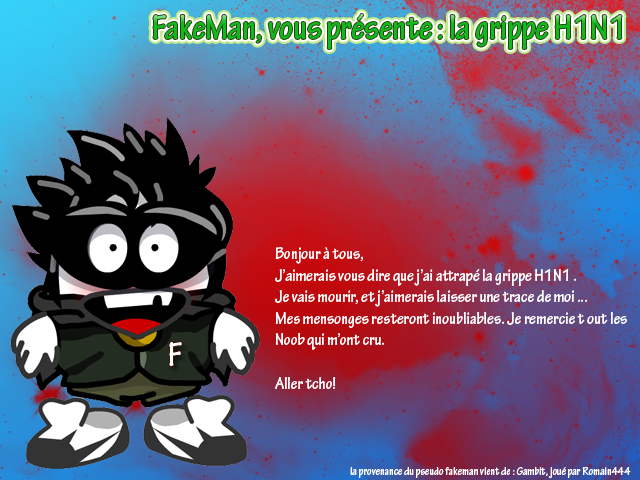 FakeMan, vous présente : la grippe H1N1
Bonjour à tous,
J'aimerais vous dire que j'ai attrapé la grippe H1N1 .
Je vais mourir, et j'aimerais laisser une trace de moi ...
Mes mensonges resteront inoubliables. Je remercie t out les
Noob qui m'ont cru.
Aller tcho!
F
la provenance du pseudo fakeman vient de : Gambit, joué par Romain444